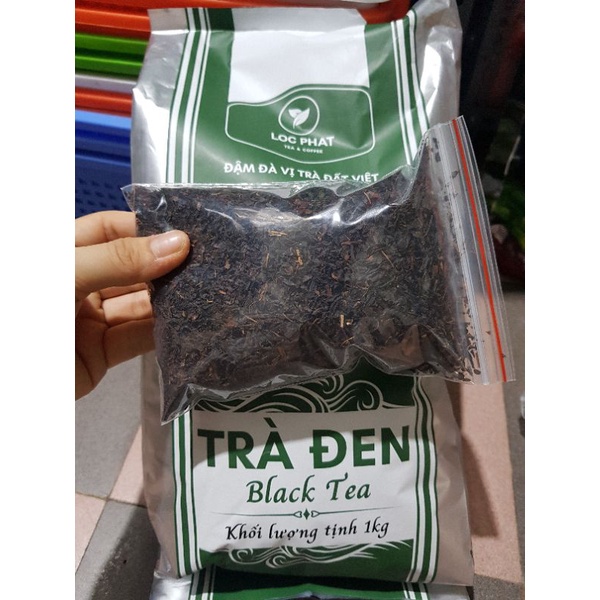 LOC PHAT
TEA & COFFEE
ĐẬM ĐÀ VỊ TRÀ ĐẤT VIỆT
TRÀ ĐEN
Black Tea
Khối lượng tịnh 1kg